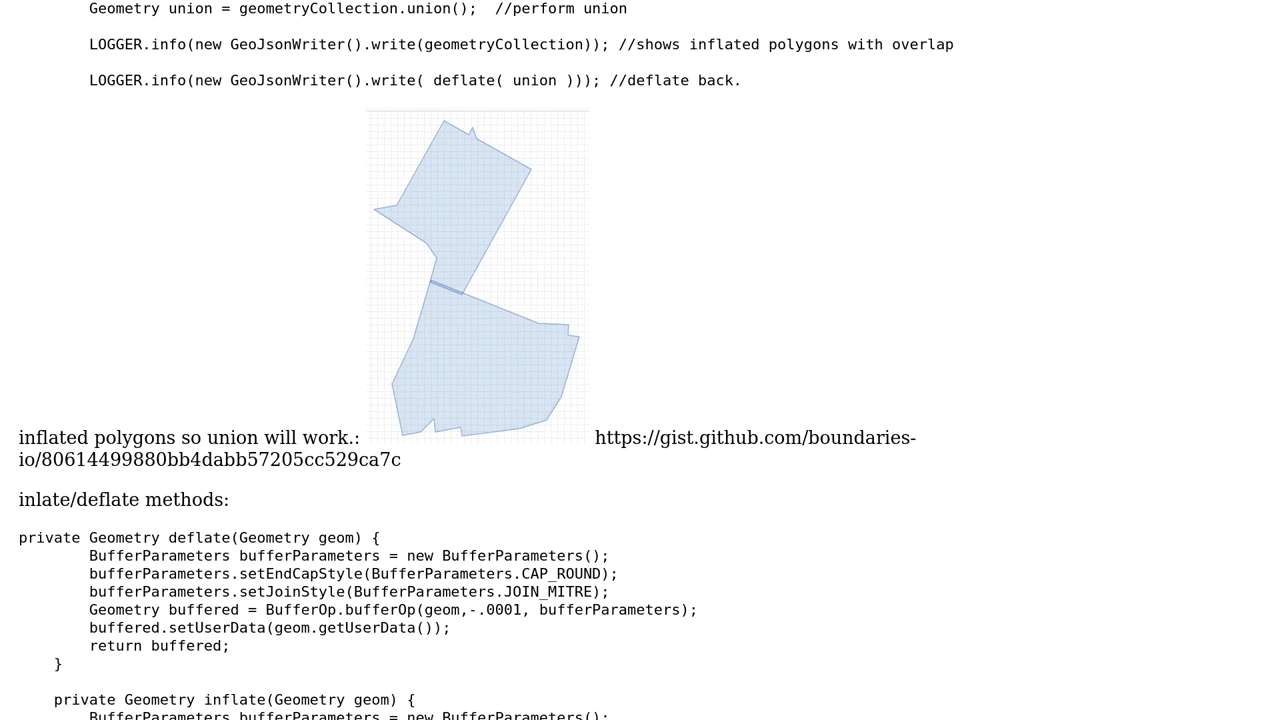 Geometry union = geometryCollection.union();  //perform union
LOGGER.info(new GeoJsonWriter().write(geometryCollection)); //shows inflated polygons with overlap
LOGGER.info(new GeoJsonWriter().write( deflate( union ))); //deflate back.
inflated polygons so union will work.: https://gist.github.com/boundaries-
io/80614499880bb4dabb57205cc529ca7c
inlate/deflate methods:
private Geometry deflate(Geometry geom) {
BufferParameters bufferParameters = new BufferParameters();
bufferParameters.setEndCapStyle(BufferParameters.CAP_ROUND);
bufferParameters.setJoinStyle(BufferParameters.JOIN_MITRE);
Geometry buffered = BufferOp.bufferOp(geom,-.0001, bufferParameters);
buffered.setUserData(geom.getUserData());
return buffered;
}
private Geometry inflate(Geometry geom) {
BufferParameters bufferParameters = new BufferParameters();